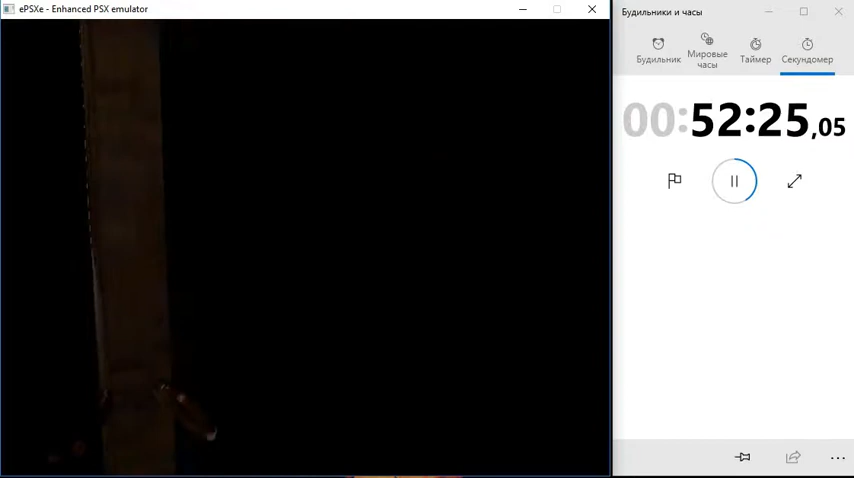 ePSXe - Enhanced PSX emulator
Будильники и часы
Будильник
Мировые часы
Таймер
Секундомер
00:52:25,05